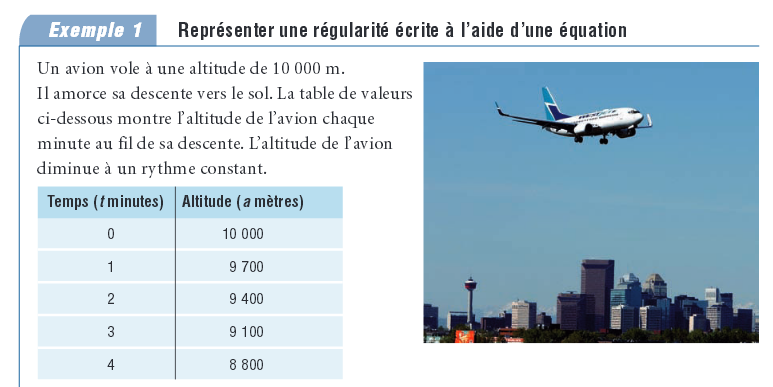 Exemple 1 Représenter une régularité écrite à l’aide d’une équation
Un avion vole à une altitude de 10 000 m.
Il amorce sa descente vers le sol. La table de valeurs
ci-dessous montre l’altitude de l’avion chaque
minute au fil de sa descente. L’altitude de l’avion
diminue à un rythme constant.
Temps (t minutes) Altitude (a mètres)
0 10 000
1 9 700
2 9 400
3 9 100
4 8 800